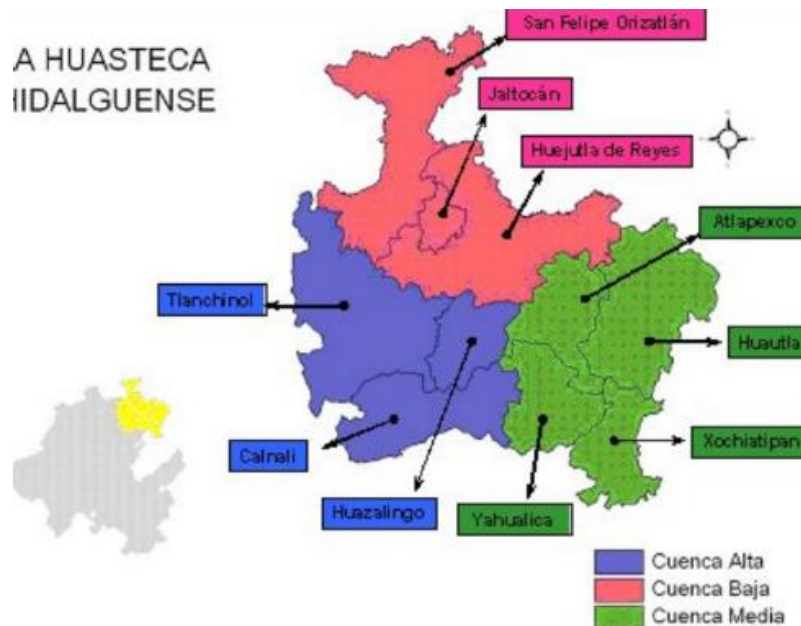 San Felipe Orizatlán
A HUASTECA
HIDALGUENSE
Jaltocán
Huejutla de Reyes
Atlapexco
Tlanchinol
Huautla
Calnali
Xochiatipan
Huazalingo
Yahualica
Cuenca Alta
Cuenca Baja
Cuenca Media